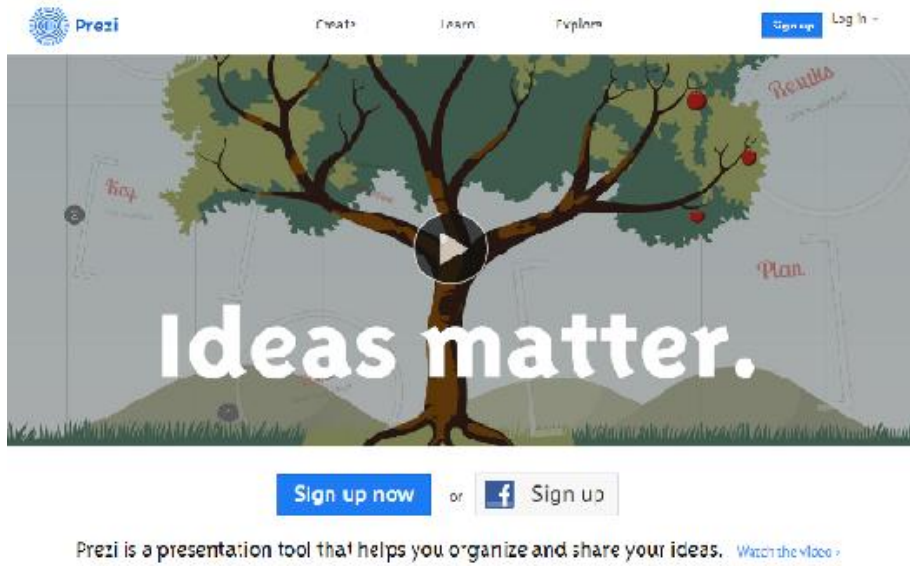 Prezi
Create Learn Explore
Sign up Log in
Results
Key
2
Plan
Ideas matter.
Sign up now or f Sign up
Prezi is a presentation tool that helps you organize and share your ideas. Watch the video ›